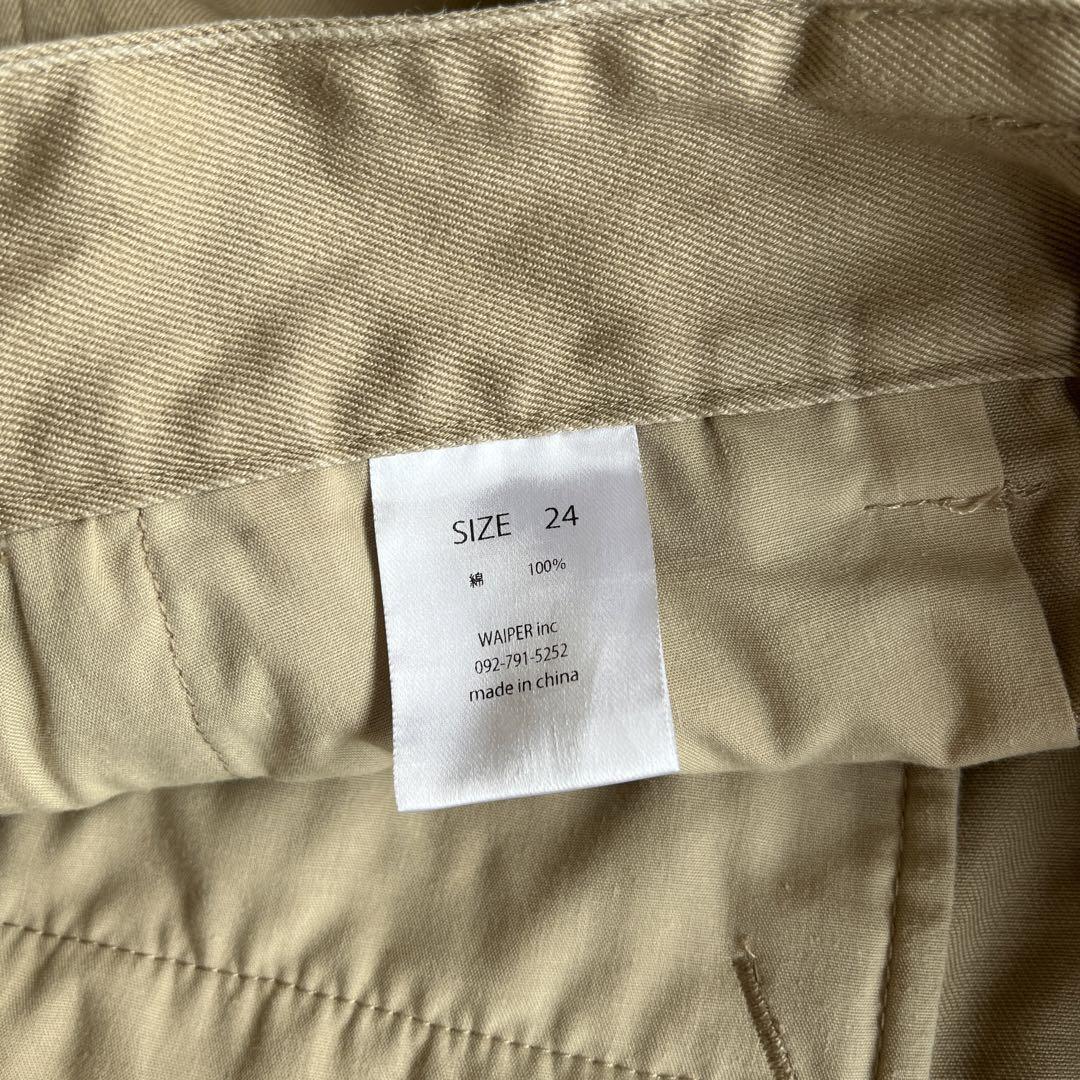 SIZE 24
綿 100%
WAIPER inc
092-791-5252
made in china